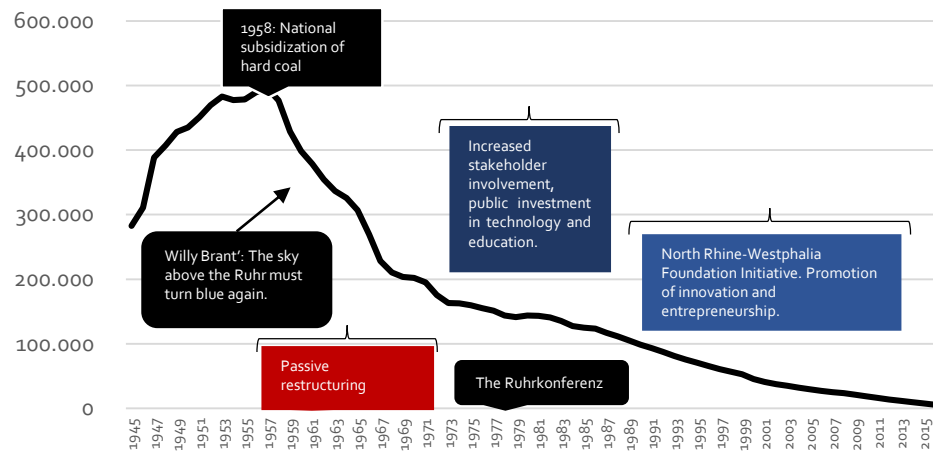 600.000
500.000
400.000
300.000
200.000
100.000
0
1958: National
subsidization of
hard coal
Increased
stakeholder
involvement,
public investment
in technology and
education.
Willy Brant’: The sky
above the Ruhr must
turn blue again.
North Rhine-Westphalia
Foundation Initiative. Promotion
of innovation and
entrepreneurship.
Passive
restructuring
The Ruhrkonferenz
1945
1947
1949
1951
1953
1955
1957
1959
1961
1963
1965
1967
1969
1971
1973
1975
1977
1979
1981
1983
1985
1987
1989
1991
1993
1995
1997
1999
2001
2003
2005
2007
2009
2011
2013
2015